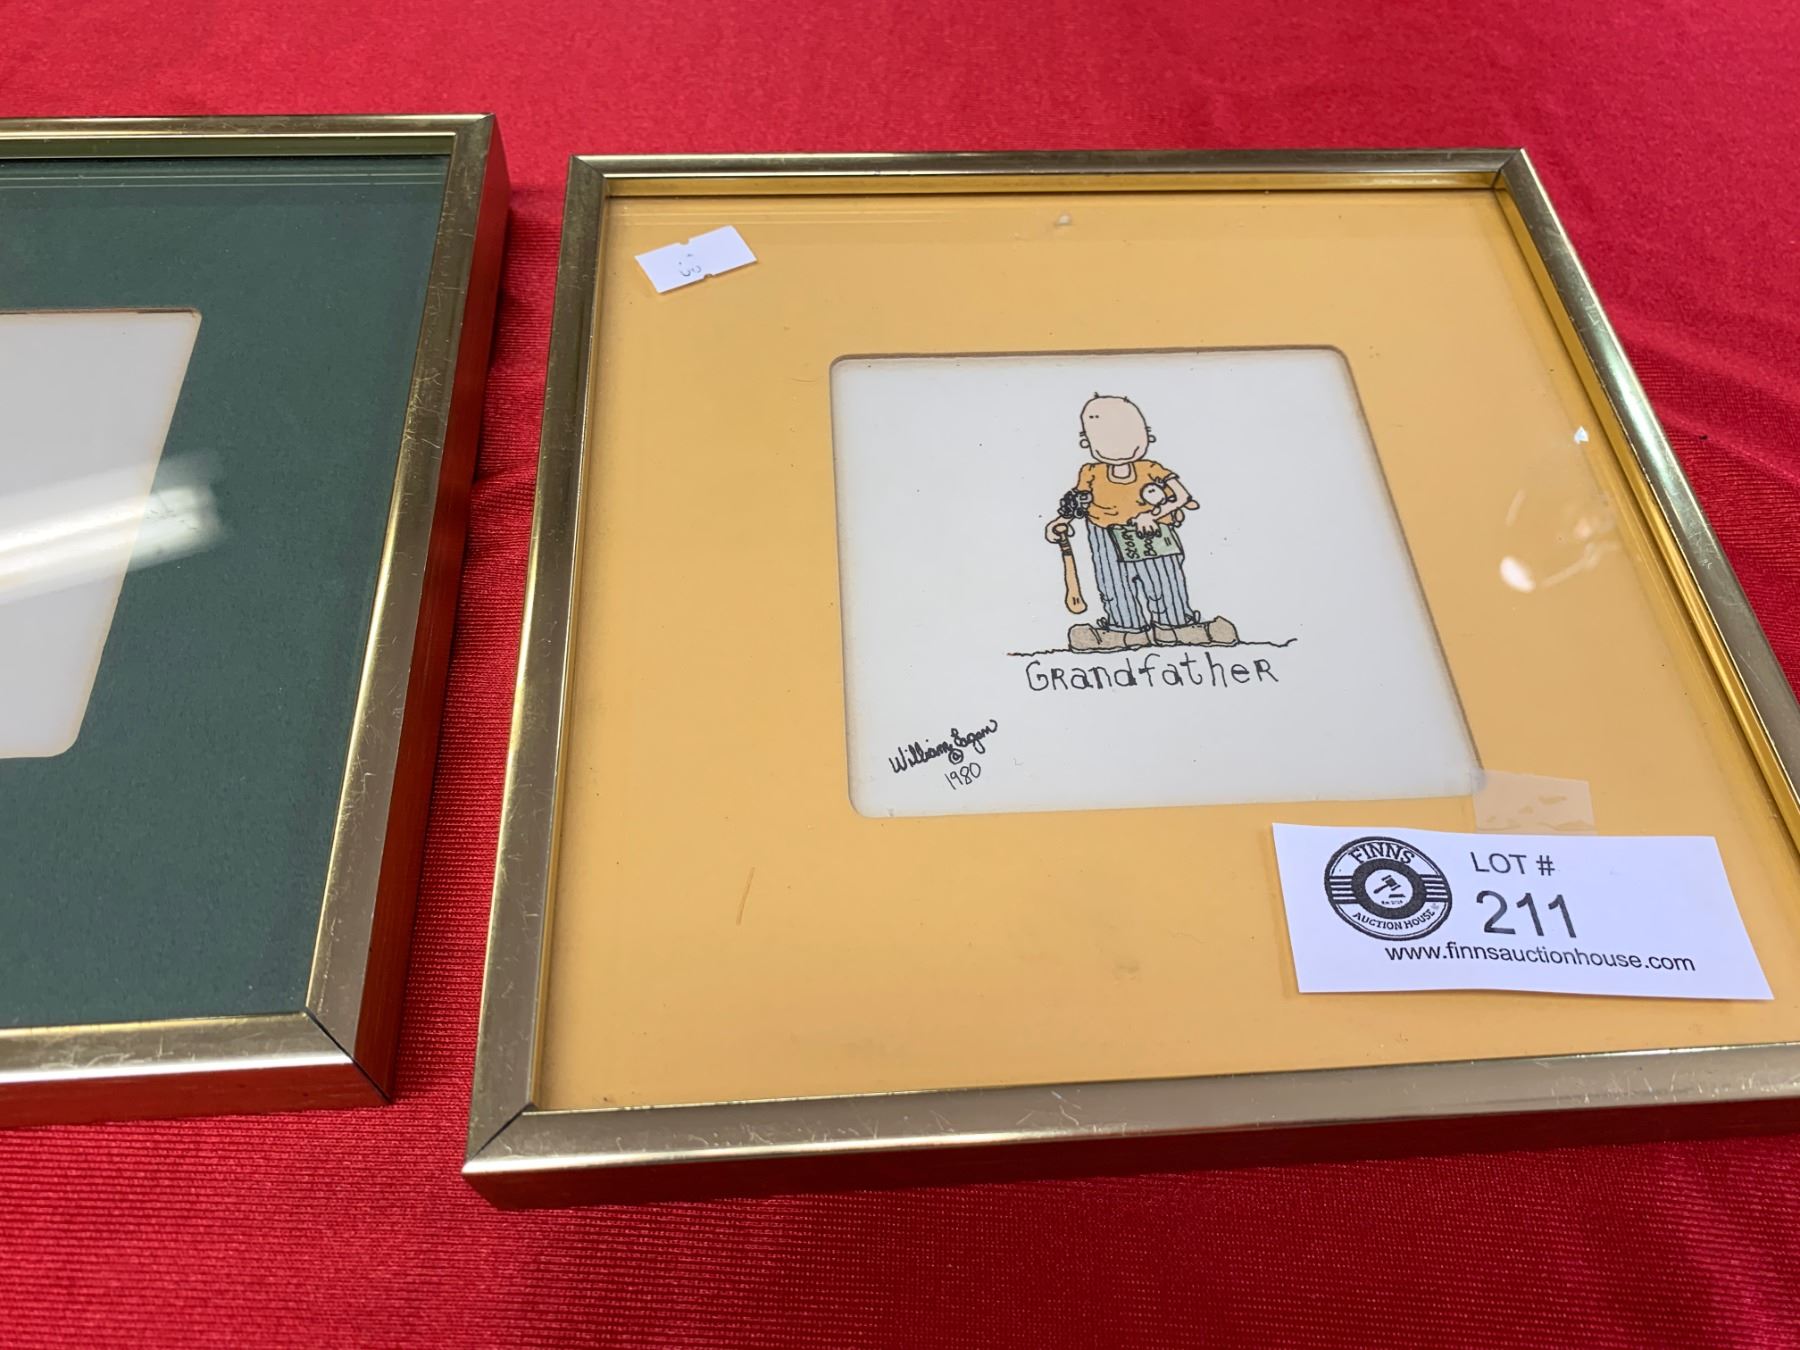 Story
Book
Grandfather
William Eagan
©
1980
FINNS
AUCTION HOUSE
LOT #
211
www.finnsauctionhouse.com